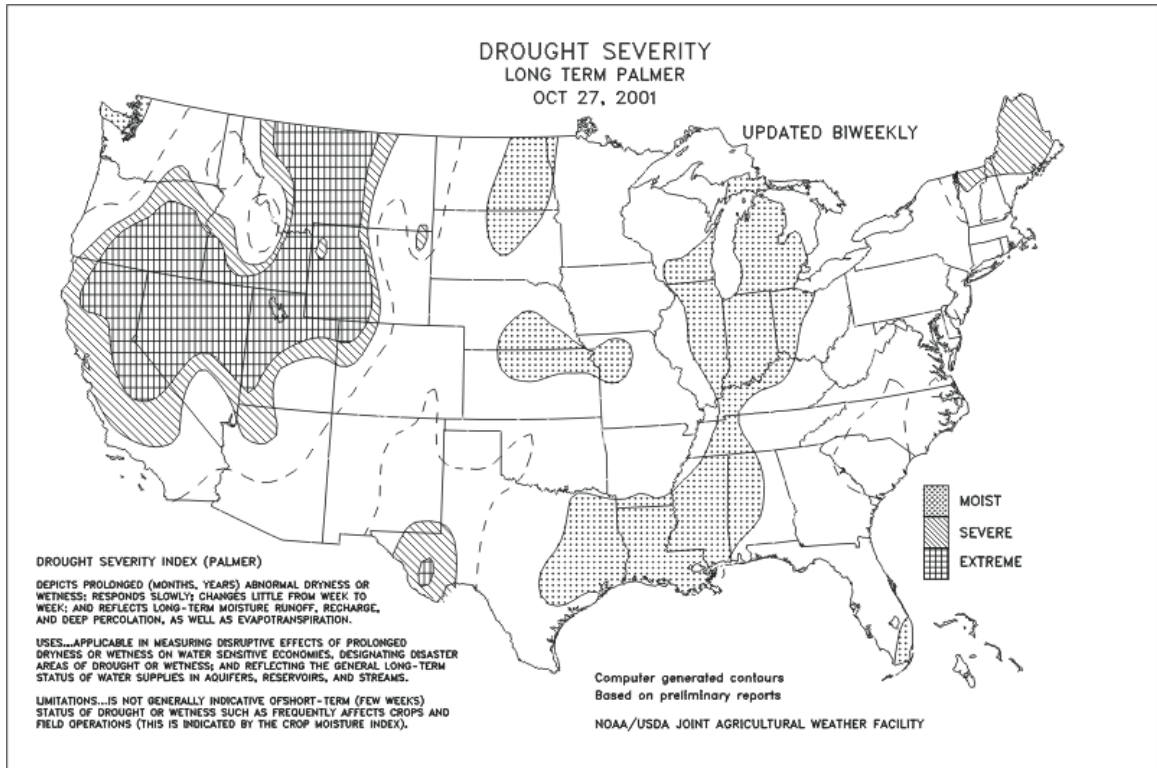 DROUGHT SEVERITY
LONG TERM PALMER
OCT 27, 2001
UPDATED BIWEEKLY
MOIST
SEVERE
EXTREME
DROUGHT SEVERITY INDEX (PALMER)
DEPICTS PROLONGED (MONTHS, YEARS) ABNORMAL DRYNESS OR
WETNESS; RESPONDS SLOWLY; CHANGES LITTLE FROM WEEK TO
WEEK; AND REFLECTS LONG-TERM MOISTURE RUNOFF, RECHARGE,
AND DEEP PERCOLATION, AS WELL AS EVAPOTRANSPIRATION.
USES...APPLICABLE IN MEASURING DISRUPTIVE EFFECTS OF PROLONGED
DRYNESS OR WETNESS ON WATER SENSITIVE ECONOMIES, DESIGNATING DISASTER
AREAS OF DROUGHT OR WETNESS; AND REFLECTING THE GENERAL LONG-TERM
STATUS OF WATER SUPPLIES IN AQUIFERS, RESERVOIRS, AND STREAMS.
LIMITATIONS...IS NOT GENERALLY INDICATIVE OFSHORT-TERM (FEW WEEKS)
STATUS OF DROUGHT OR WETNESS SUCH AS FREQUENTLY AFFECTS CROPS AND
FIELD OPERATIONS (THIS IS INDICATED BY THE CROP MOISTURE INDEX).
Computer generated contours
Based on preliminary reports
NOAA/USDA JOINT AGRICULTURAL WEATHER FACILITY